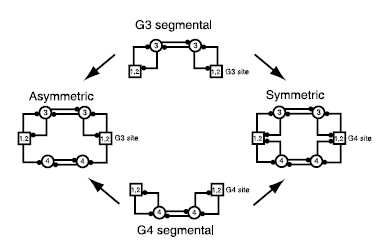 G3 segmental
3 3
1,2 1,2 G3 site
Asymmetric
3 3
1,2 1,2 G3 site
4 4
Symmetric
3 3
1,2 1,2 G4 site
4 4
1,2 1,2 G4 site
4 4
G4 segmental